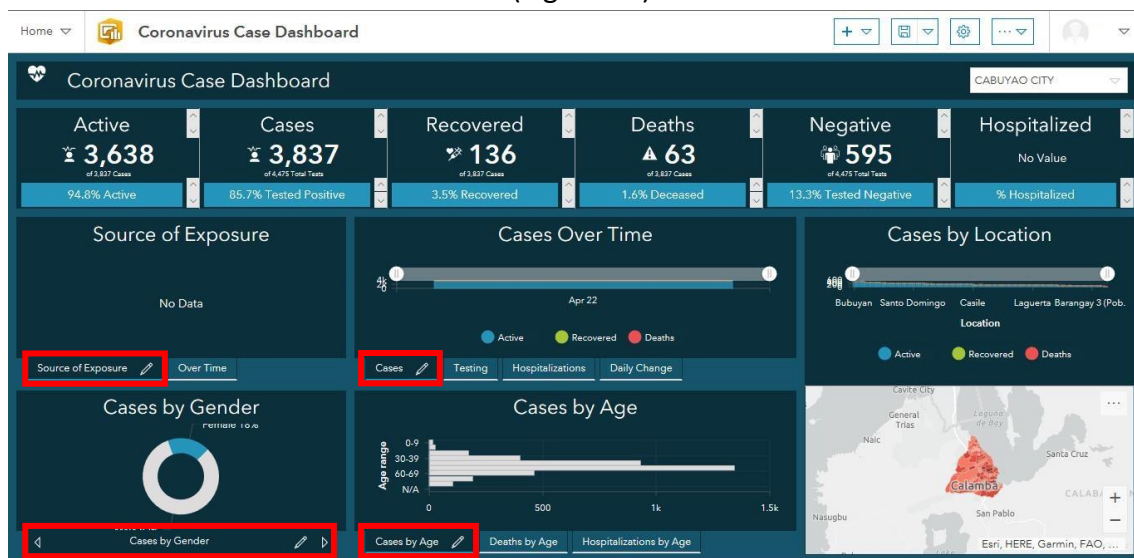 Home
Coronavirus Case Dashboard
Coronavirus Case Dashboard
CABUYAO CITY
Active
3,638
of 3,837 Cases
94.8% Active
Cases
3,837
of 4,475 Total Tests
85.7% Tested Positive
Recovered
136
of 3,837 Cases
3.5% Recovered
Deaths
63
of 3,837 Cases
1.6% Deceased
Negative
595
of 4,475 Total Tests
13.3% Tested Negative
Hospitalized
No Value
% Hospitalized
Source of Exposure
No Data
Source of Exposure
Over Time
Cases Over Time
4k
2k
0
Apr 22
Active
Recovered
Deaths
Cases
Testing
Hospitalizations
Daily Change
Cases by Location
Bubuyan
Santo Domingo
Casile
Laguerta
Barangay 3 (Pob.
Location
Active
Recovered
Deaths
Cases by Gender
Female 18%
Cases by Gender
Cases by Age
Age range
0-9
30-39
60-69
N/A
0
500
1k
1.5k
Cases by Age
Deaths by Age
Hospitalizations by Age
Cavite City
General
Trias
Laguna
de Bay
Naic
Santa Cruz
Calamba
CALABA
San Pablo
Nasugbu
+
−
Esri, HERE, Garmin, FAO, ...